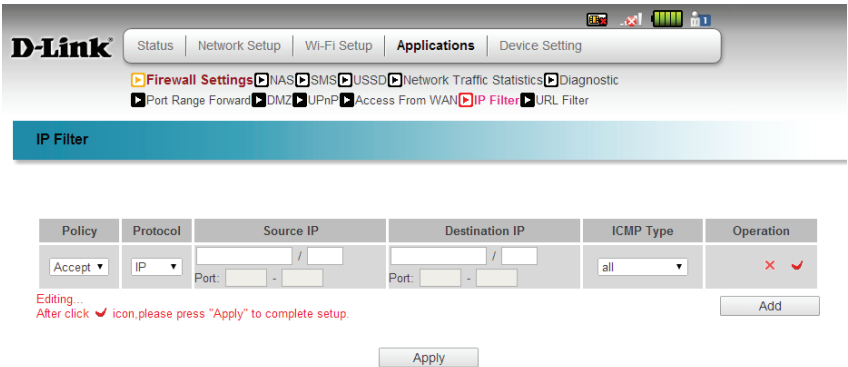 1
D-Link
Status Network Setup Wi-Fi Setup Applications Device Setting
Firewall Settings NAS SMS USSD Network Traffic Statistics Diagnostic
Port Range Forward DMZ UPnP Access From WAN IP Filter URL Filter
IP Filter
Policy Protocol Source IP Destination IP ICMP Type Operation
Accept IP / / all
Port: - Port: -
Editing...
After click icon,please press "Apply" to complete setup.
Add
Apply